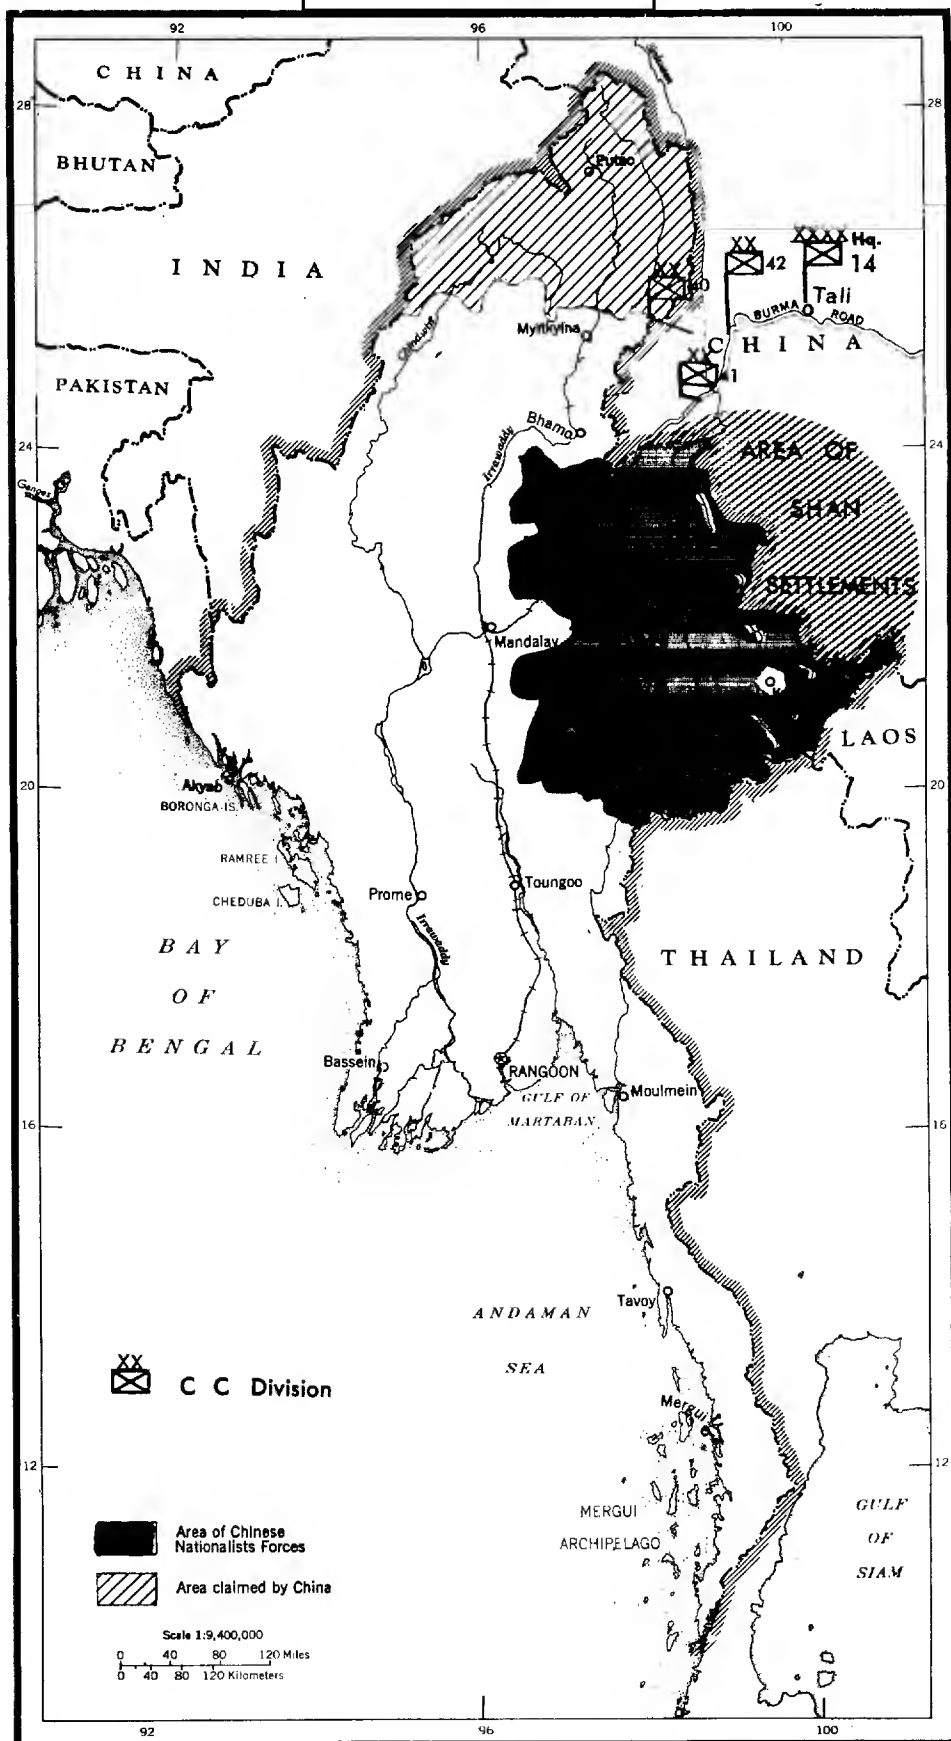 92
96
100
C H I N A
28
28
BHUTAN
Putao
I N D I A
XX
42
XXXX
Hq.
14
XX
40
Tali
BURMA ROAD
Chindwin
Myitkyina
C H I N A
XX
PAKISTAN
1
Bhamo
24
24
AREA OF
SHAN
SETTLEMENTS
Irrawaddy
Ganges
Mandalay
K
LAOS
20
20
Akyab
BORONGA IS.
RAMREE I
CHEDUBA I.
Prome
Toungoo
Irrawaddy
BAY
OF
BENGAL
T H A I L A N D
Bassein
RANGOON
GULF OF
MARTABAN
Moulmein
16
16
Tavoy
ANDAMAN
SEA
XX
C C Division
Mergui
12
12
MERGUI
ARCHIPELAGO
GULF
OF
SIAM
Area of Chinese
Nationalists Forces
Area claimed by China
Scale 1:9,400,000
0 40 80 120 Miles
0 40 80 120 Kilometers
92
96
100